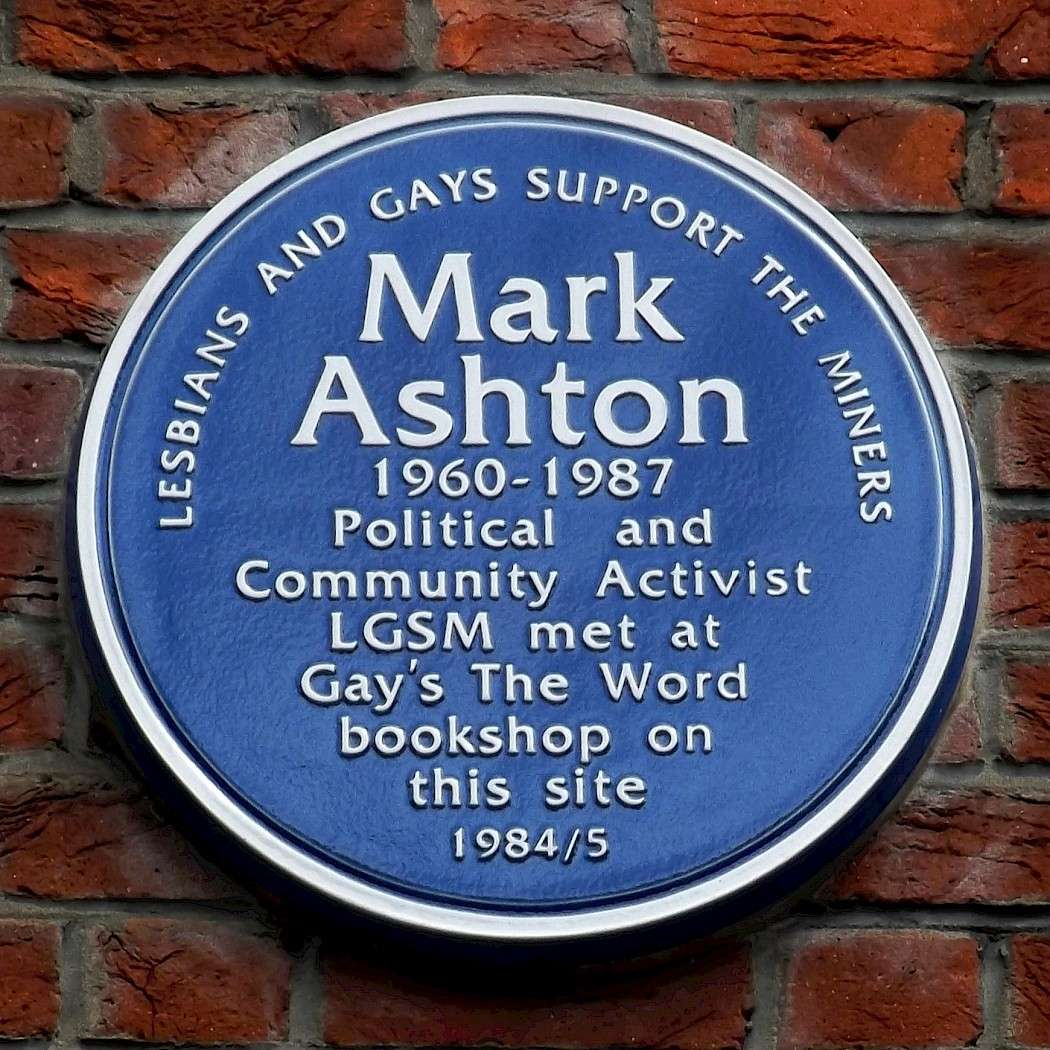 LESBIANS AND GAYS SUPPORT THE MINERS
Mark
Ashton
1960-1987
Political and
Community Activist
LGSM met at
Gay's The Word
bookshop on
this site
1984/5